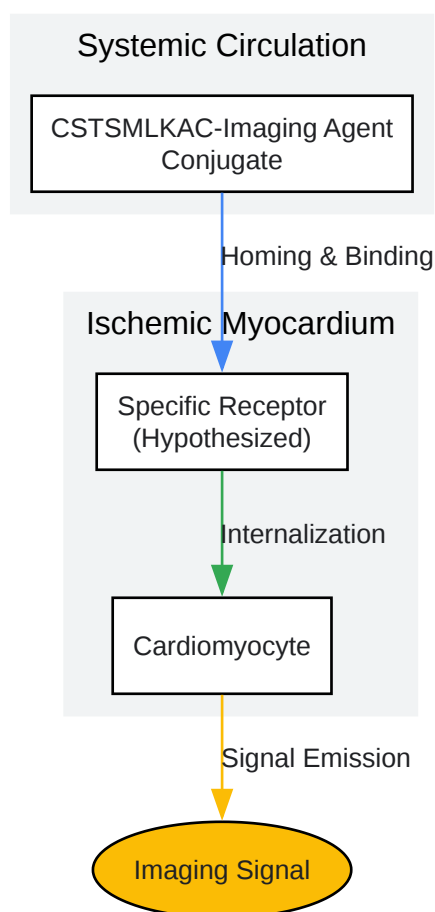 Systemic Circulation
CSTSMLKAC-Imaging Agent
Conjugate
Homing & Binding
Ischemic Myocardium
Specific Receptor
(Hypothesized)
Internalization
Cardiomyocyte
Signal Emission
Imaging Signal